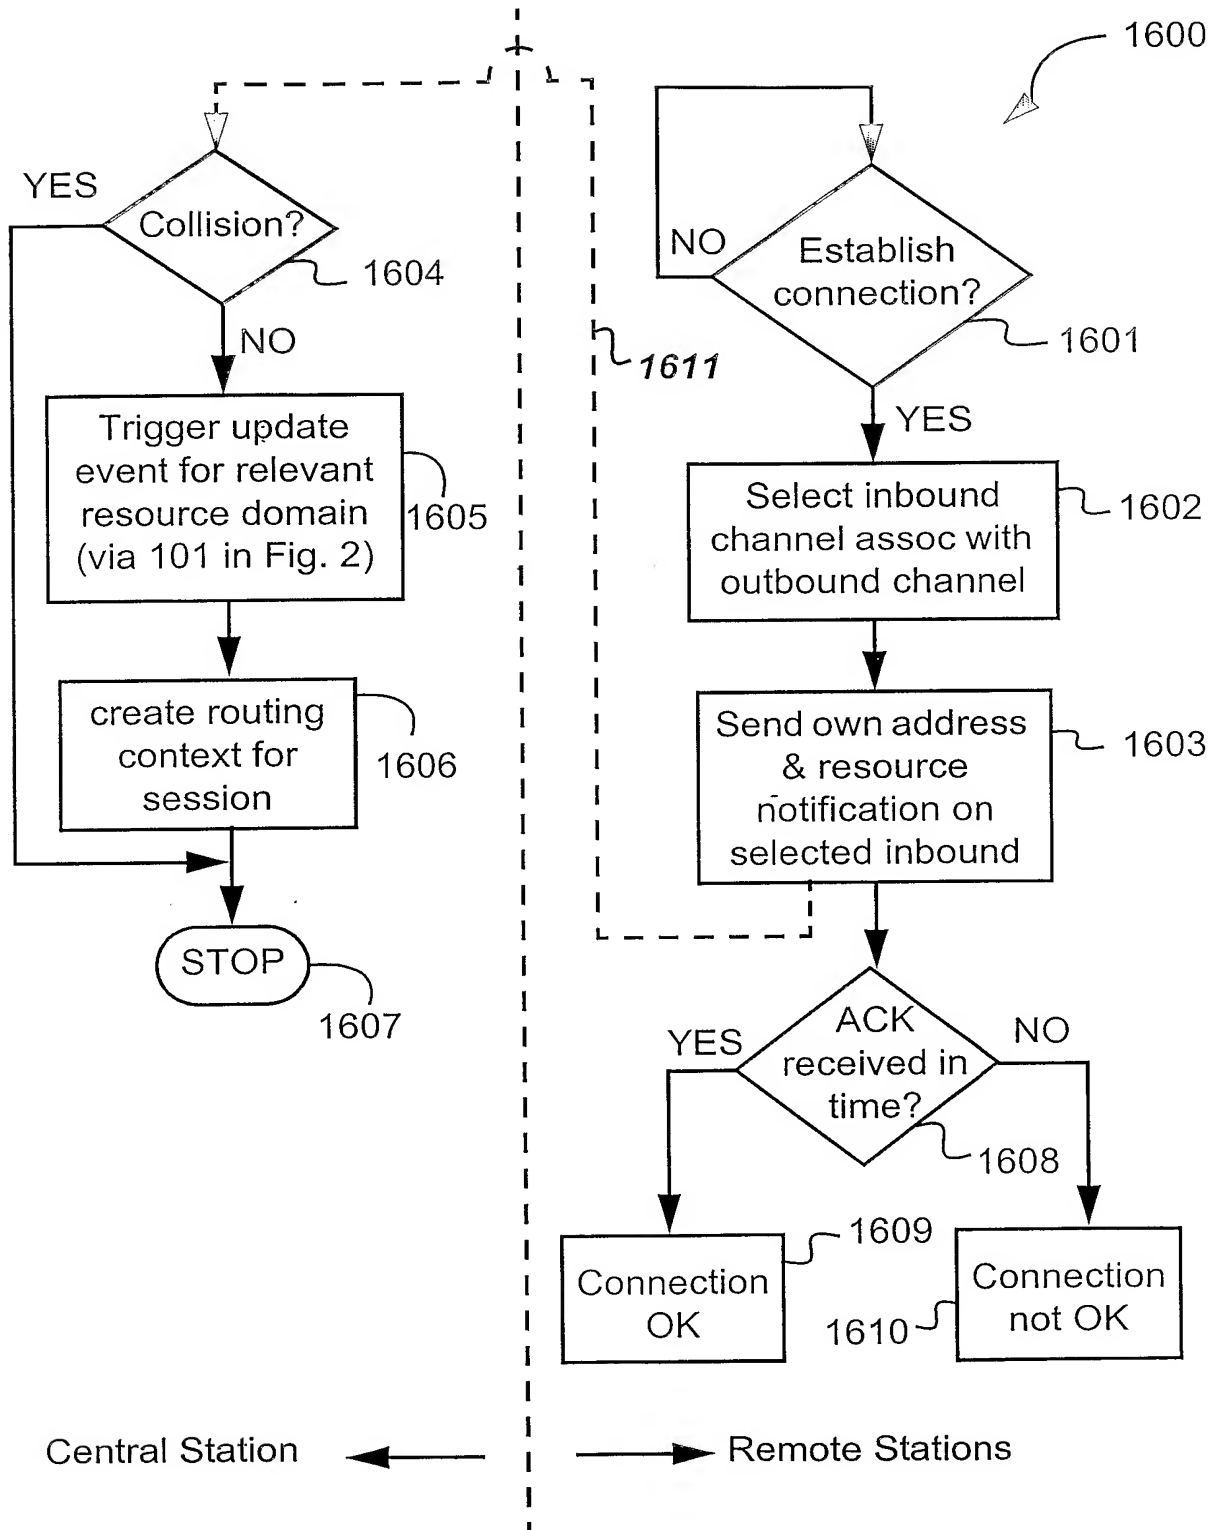 1600
YES
Collision?
1604
NO
Trigger update
event for relevant
resource domain
(via 101 in Fig. 2)
1605
create routing
context for
session
1606
STOP
1607
NO
Establish
connection?
1601
1611
YES
Select inbound
channel assoc with
outbound channel
1602
Send own address
& resource
notification on
selected inbound
1603
YES
ACK
received in
time?
NO
1608
1609
Connection
OK
Connection
not OK
1610
Central Station
Remote Stations